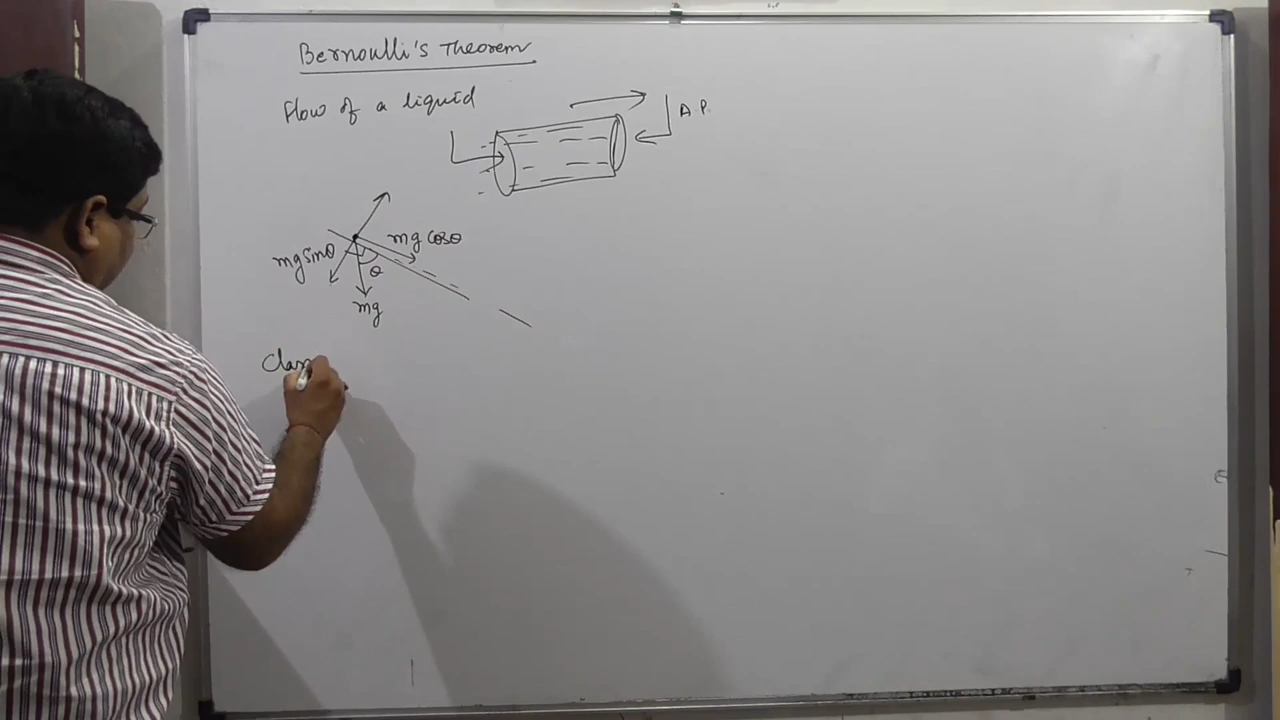 Bernoulli's Theorem
Flow of a liquid
A.P.
mg cosθ
mg sinθ
θ
mg
Clas